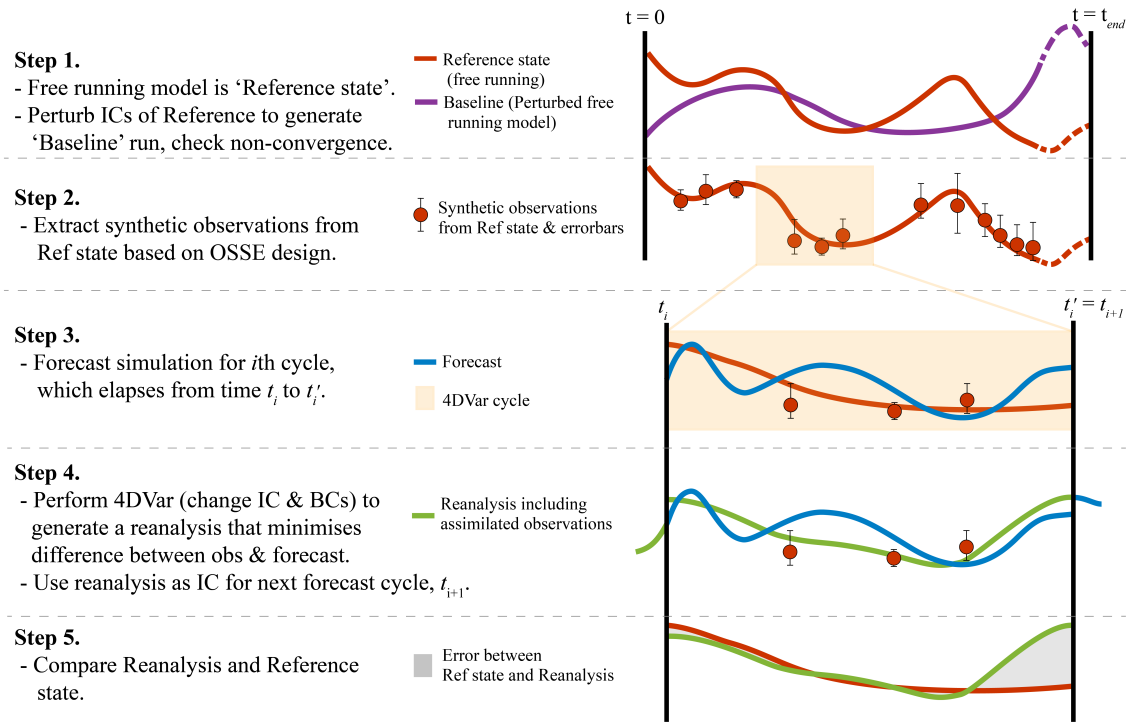 t = 0
t = t_end
Step 1.
- Free running model is ‘Reference state’.
- Perturb ICs of Reference to generate
‘Baseline’ run, check non-convergence.
Reference state
(free running)
Baseline (Perturbed free
running model)
Step 2.
- Extract synthetic observations from
Ref state based on OSSE design.
Synthetic observations
from Ref state & errorbars
t_i
t_i' = t_i+1
Step 3.
- Forecast simulation for ith cycle,
which elapses from time t_i to t_i'.
Forecast
4DVar cycle
Step 4.
- Perform 4DVar (change IC & BCs) to
generate a reanalysis that minimises
difference between obs & forecast.
- Use reanalysis as IC for next forecast cycle, t_i+1.
Reanalysis including
assimilated observations
Step 5.
- Compare Reanalysis and Reference
state.
Error between
Ref state and Reanalysis